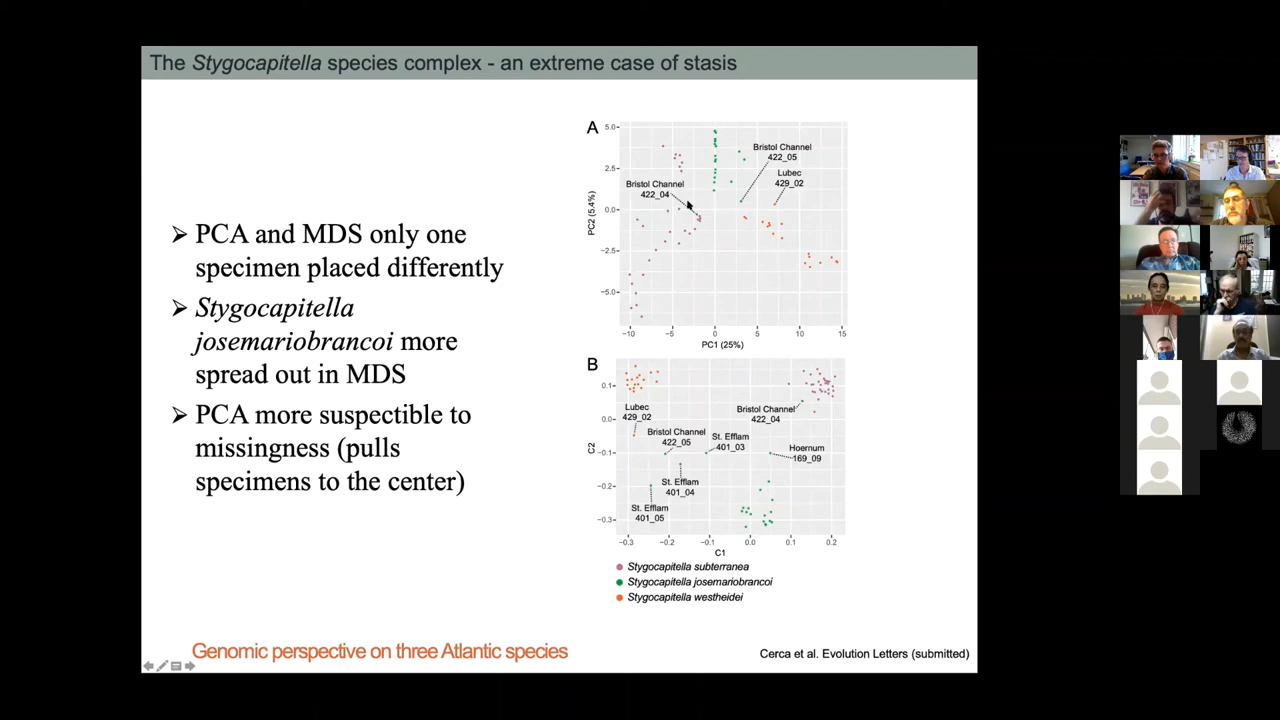 The Stygocapitella species complex - an extreme case of stasis
➢ PCA and MDS only one
specimen placed differently
➢ Stygocapitella
josemariobrancoi more
spread out in MDS
➢ PCA more suspectible to
missingness (pulls
specimens to the center)
A
5.0
2.5
0.0
−2.5
−5.0
PC2 (5.4%)
Bristol Channel
422_05
Lubec
429_02
Bristol Channel
422_04
−10
−5
0
5
10
15
PC1 (25%)
B
0.1
0.0
−0.1
−0.2
−0.3
C2
Lubec
429_02
Bristol Channel
422_04
Bristol Channel
422_05
St. Efflam
401_03
Hoernum
169_09
St. Efflam
401_04
St. Efflam
401_05
−0.3
−0.2
−0.1
0.0
0.1
0.2
C1
Stygocapitella subterranea
Stygocapitella josemariobrancoi
Stygocapitella westheidei
Genomic perspective on three Atlantic species
Cerca et al. Evolution Letters (submitted)